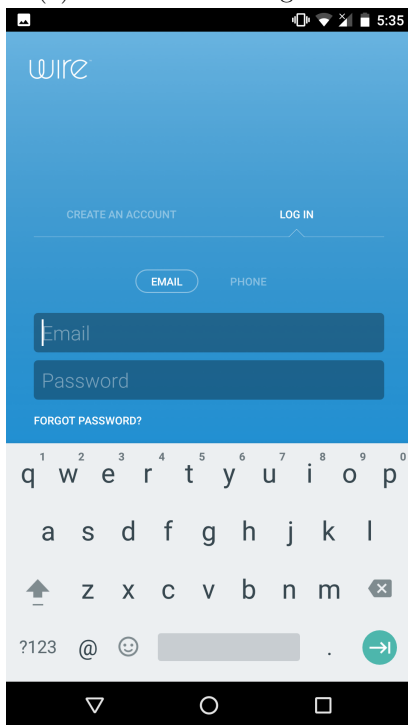 5:35
wire
CREATE AN ACCOUNT LOG IN
EMAIL PHONE
Email
Password
FORGOT PASSWORD?
1 2 3 4 5 6 7 8 9 0
q w e r t y u i o p
a s d f g h j k l
z x c v b n m
?123 @ .